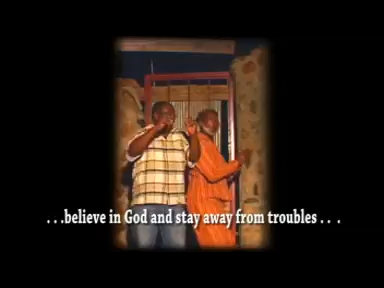 . . .believe in God and stay away from troubles . . .